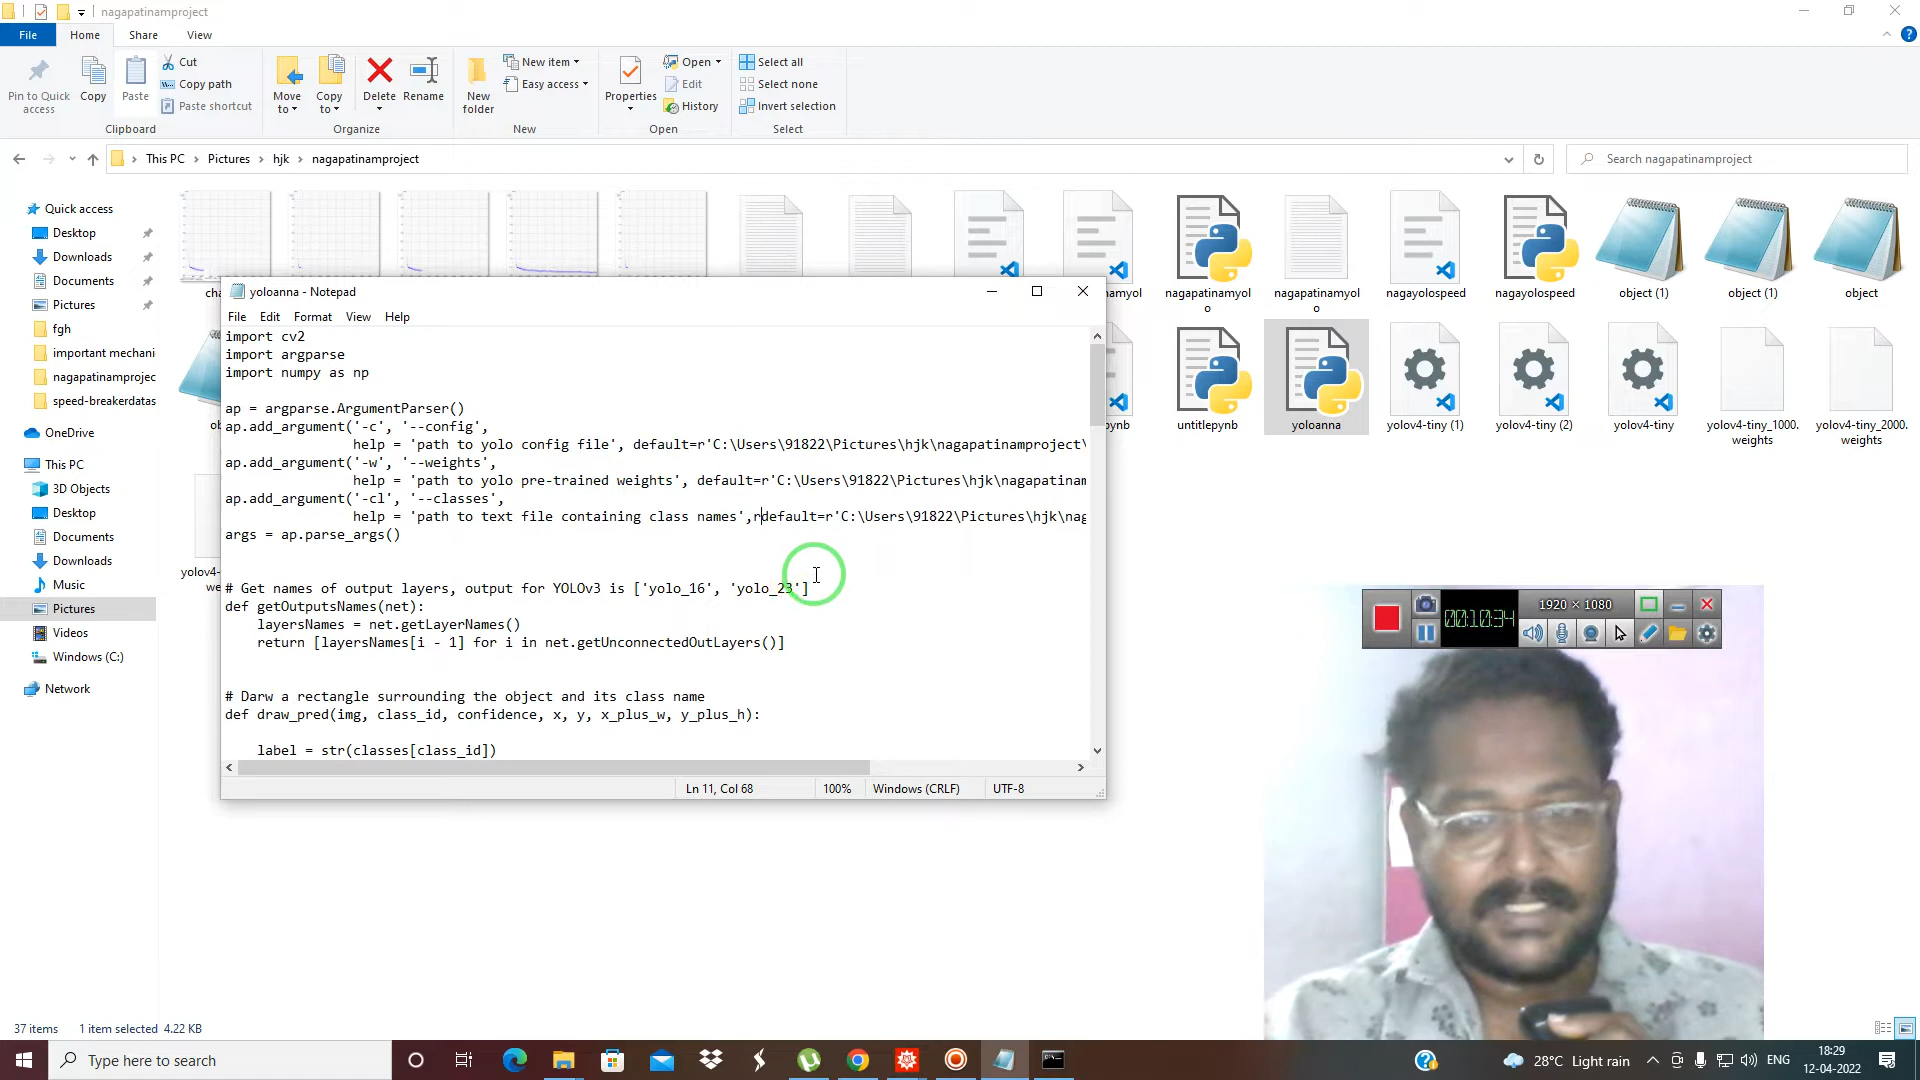 nagapatinamproject
File
Home
Share
View
Pin to Quick access
Copy
Paste
Cut
Copy path
Paste shortcut
Move to
Copy to
Delete
Rename
New folder
New item
Easy access
Properties
Open
Edit
History
Select all
Select none
Invert selection
Clipboard
Organize
New
Open
Select
This PC
Pictures
hjk
nagapatinamproject
Search nagapatinamproject
Quick access
Desktop
Downloads
Documents
Pictures
fgh
important mechani
nagapatinamprojec
speed-breakerdatas
OneDrive
This PC
3D Objects
Desktop
Documents
Downloads
Music
Pictures
Videos
Windows (C:)
Network
cha
namyol
nagapatinamyol
o
nagapatinamyol
o
nagayolospeed
nagayolospeed
object (1)
object (1)
object
ob
ynb
untitlepynb
yoloanna
yolov4-tiny (1)
yolov4-tiny (2)
yolov4-tiny
yolov4-tiny_1000.
weights
yolov4-tiny_2000.
weights
yolov4-
we
yoloanna - Notepad
File
Edit
Format
View
Help
import cv2
import argparse
import numpy as np
ap = argparse.ArgumentParser()
ap.add_argument('-c', '--config',
help = 'path to yolo config file', default=r'C:\Users\91822\Pictures\hjk\nagapatinamproject\
ap.add_argument('-w', '--weights',
help = 'path to yolo pre-trained weights', default=r'C:\Users\91822\Pictures\hjk\nagapatinam
ap.add_argument('-cl', '--classes',
help = 'path to text file containing class names',rdefault=r'C:\Users\91822\Pictures\hjk\nag
args = ap.parse_args()
# Get names of output layers, output for YOLOv3 is ['yolo_16', 'yolo_23']
def getOutputsNames(net):
layersNames = net.getLayerNames()
return [layersNames[i - 1] for i in net.getUnconnectedOutLayers()]
# Darw a rectangle surrounding the object and its class name
def draw_pred(img, class_id, confidence, x, y, x_plus_w, y_plus_h):
label = str(classes[class_id])
Ln 11, Col 68
100%
Windows (CRLF)
UTF-8
1920 × 1080
00:10:34
37 items
1 item selected 4.22 KB
Type here to search
28°C Light rain
ENG
18:29
12-04-2022